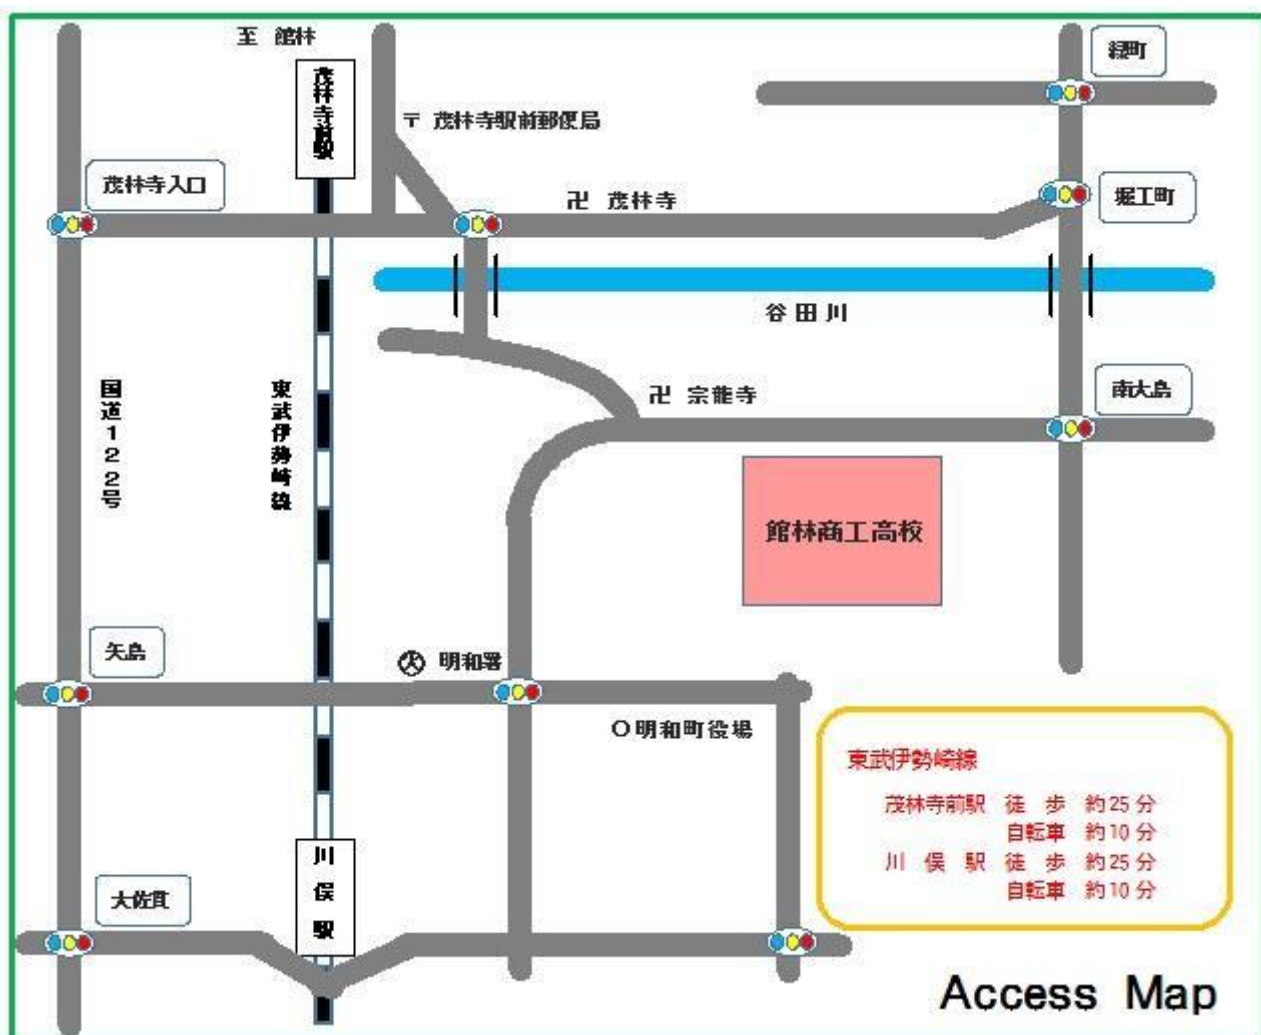 至 館林
緑町
茂林寺前駅
〒 茂林寺駅前郵便局
茂林寺入口
卍 茂林寺
堀工町
谷田川
国道122号
東武伊勢崎線
卍 宗龍寺
南大島
館林商工高校
矢島
明和署
〇明和町役場
東武伊勢崎線
茂林寺前駅 徒 歩 約25分
自転車 約10分
川 俣 駅 徒 歩 約25分
自転車 約10分
川俣駅
大佐貫
Access Map